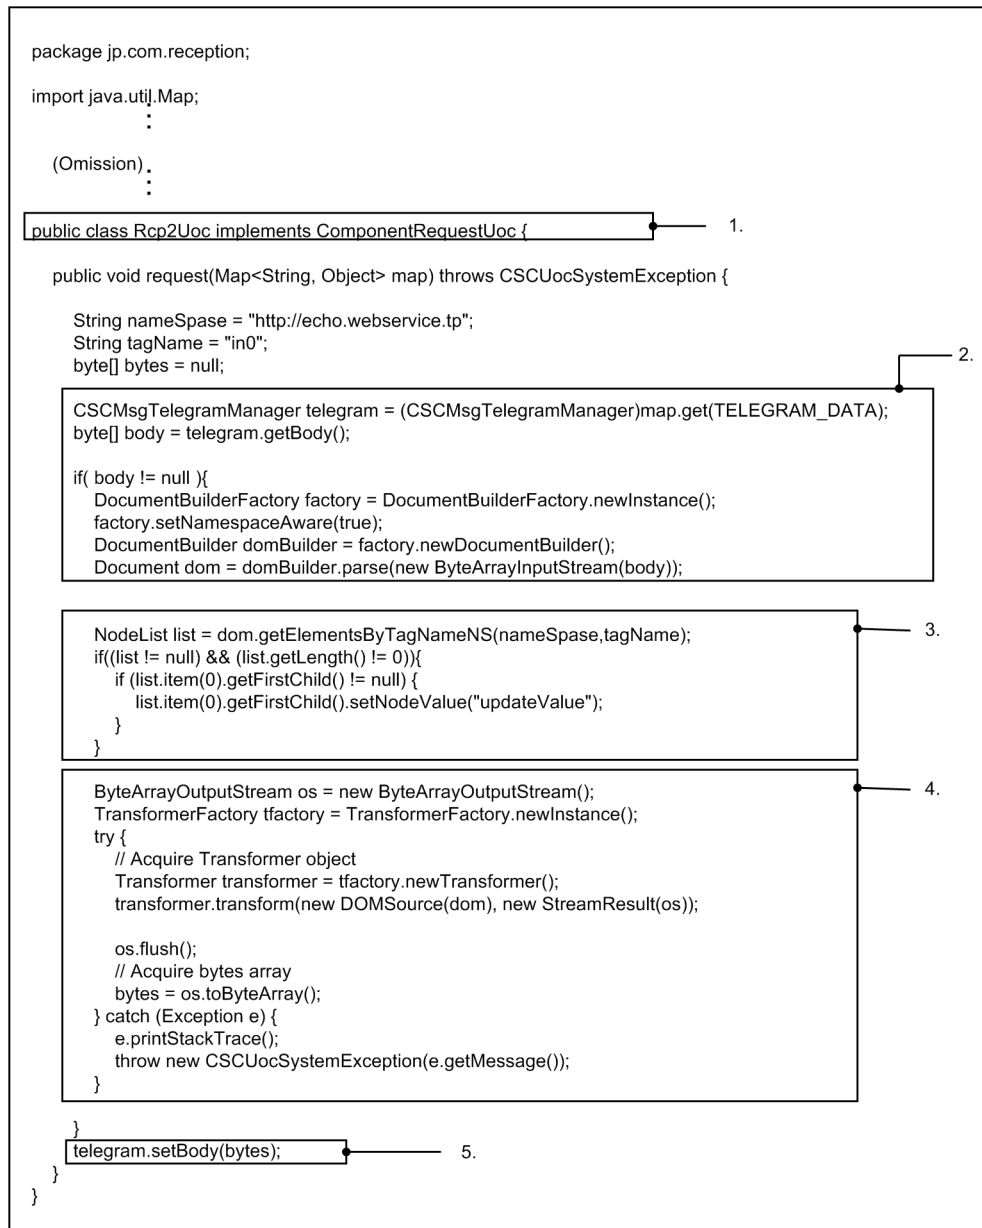 package jp.com.reception;
import java.util.Map;
(Omission)
public class Rcp2Uoc implements ComponentRequestUoc {
1.
public void request(Map<String, Object> map) throws CSCUocSystemException {
String nameSpase = "http://echo.webservice.tp";
String tagName = "in0";
byte[] bytes = null;
2.
CSCMsgTelegramManager telegram = (CSCMsgTelegramManager)map.get(TELEGRAM_DATA);
byte[] body = telegram.getBody();
if( body != null ){
DocumentBuilderFactory factory = DocumentBuilderFactory.newInstance();
factory.setNamespaceAware(true);
DocumentBuilder domBuilder = factory.newDocumentBuilder();
Document dom = domBuilder.parse(new ByteArrayInputStream(body));
NodeList list = dom.getElementsByTagNameNS(nameSpase,tagName);
3.
if((list != null) && (list.getLength() != 0)){
if (list.item(0).getFirstChild() != null) {
list.item(0).getFirstChild().setNodeValue("updateValue");
}
}
ByteArrayOutputStream os = new ByteArrayOutputStream();
4.
TransformerFactory tfactory = TransformerFactory.newInstance();
try {
// Acquire Transformer object
Transformer transformer = tfactory.newTransformer();
transformer.transform(new DOMSource(dom), new StreamResult(os));
os.flush();
// Acquire bytes array
bytes = os.toByteArray();
} catch (Exception e) {
e.printStackTrace();
throw new CSCUocSystemException(e.getMessage());
}
}
telegram.setBody(bytes);
5.
}
}